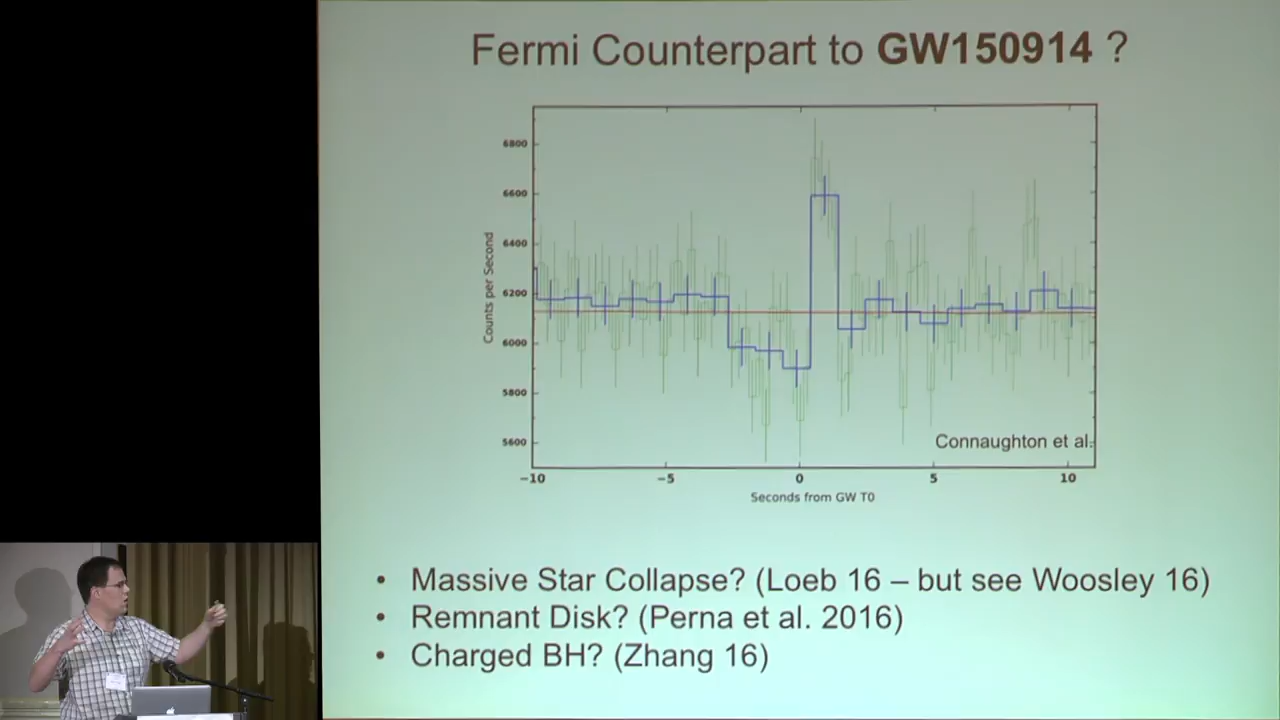 Fermi Counterpart to GW150914 ?
6800
6600
6400
6200
6000
5800
5600
Counts per Second
Connaughton et al.
−10
−5
0
5
10
Seconds from GW T0
• Massive Star Collapse? (Loeb 16 – but see Woosley 16)
• Remnant Disk? (Perna et al. 2016)
• Charged BH? (Zhang 16)